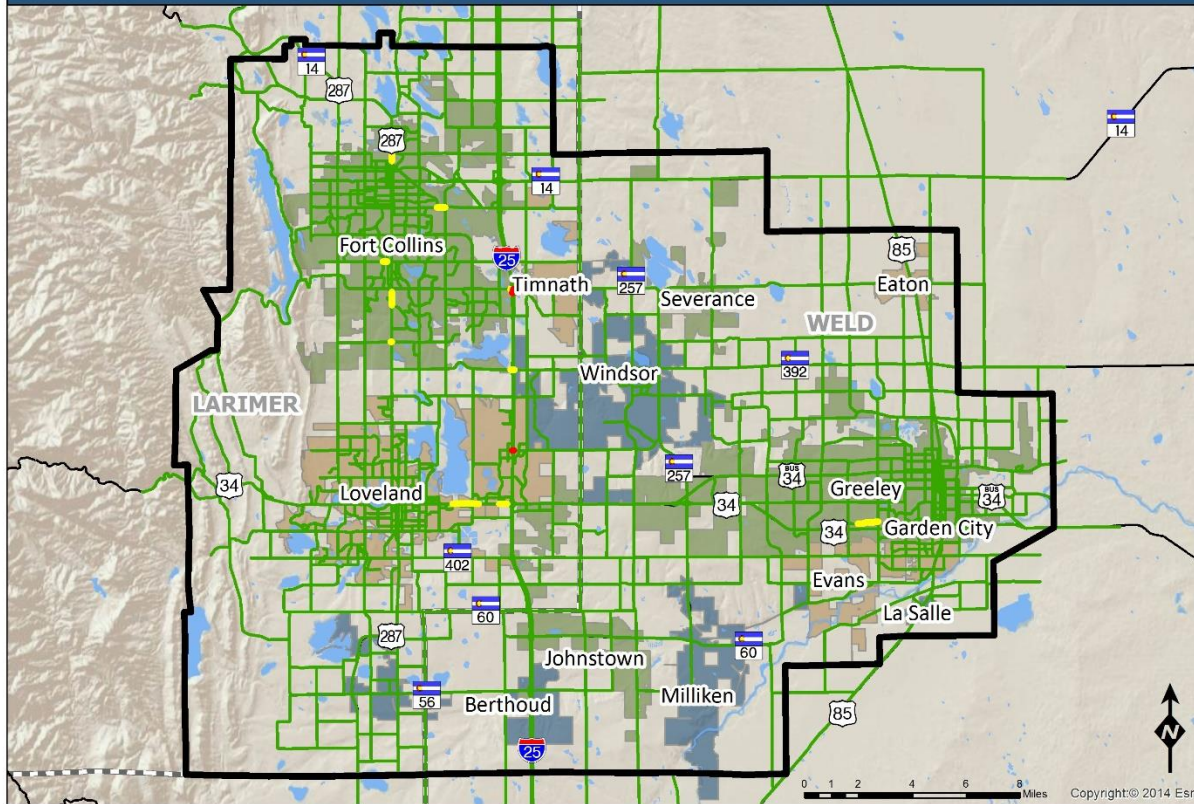 14
287
287
14
14
Fort Collins
25
Timnath
257
Severance
85
Eaton
WELD
Windsor
392
LARIMER
34
Loveland
257
34
BUS
34
Greeley
BUS
34
34
Garden City
402
Evans
60
La Salle
287
Johnstown
60
56
Berthoud
Milliken
85
25
N
0 2 4 6 8
Miles
Copyright:© 2014 Esr